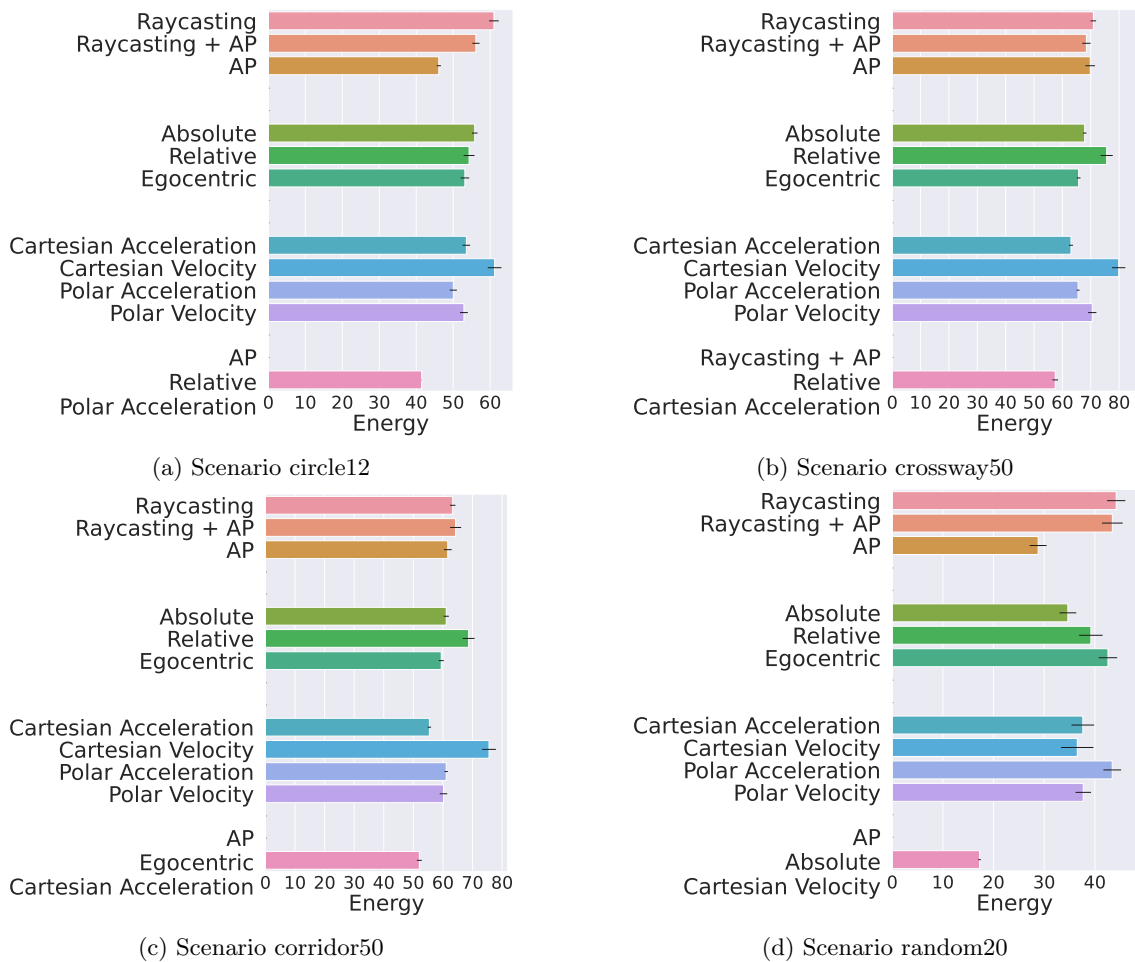 Raycasting
Raycasting + AP
AP
Absolute
Relative
Egocentric
Cartesian Acceleration
Cartesian Velocity
Polar Acceleration
Polar Velocity
AP
Relative
Polar Acceleration
0 10 20 30 40 50 60
Energy
(a) Scenario circle12
Raycasting
Raycasting + AP
AP
Absolute
Relative
Egocentric
Cartesian Acceleration
Cartesian Velocity
Polar Acceleration
Polar Velocity
Raycasting + AP
Relative
Cartesian Acceleration
0 10 20 30 40 50 60 70 80
Energy
(b) Scenario crossway50
Raycasting
Raycasting + AP
AP
Absolute
Relative
Egocentric
Cartesian Acceleration
Cartesian Velocity
Polar Acceleration
Polar Velocity
AP
Egocentric
Cartesian Acceleration
0 10 20 30 40 50 60 70 80
Energy
(c) Scenario corridor50
Raycasting
Raycasting + AP
AP
Absolute
Relative
Egocentric
Cartesian Acceleration
Cartesian Velocity
Polar Acceleration
Polar Velocity
AP
Absolute
Cartesian Velocity
0 10 20 30 40
Energy
(d) Scenario random20